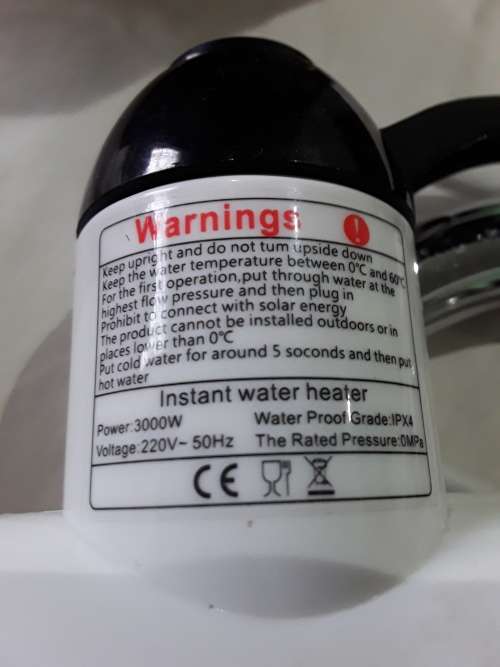 Warnings !
Keep upright and do not tum upside down
Keep the water temperature between 0℃ and 60℃
For the first operation,put through water at the
highest flow pressure and then plug in
Prohibit to connect with solar energy
The product cannot be installed outdoors or in
places lower than 0℃
Put cold water for around 5 soconds and then put
hot water
Instant water heater
Power:3000W Water Proof Grade:IPX4
Voltage:220V~ 50Hz The Rated Pressure:0MPa
CE